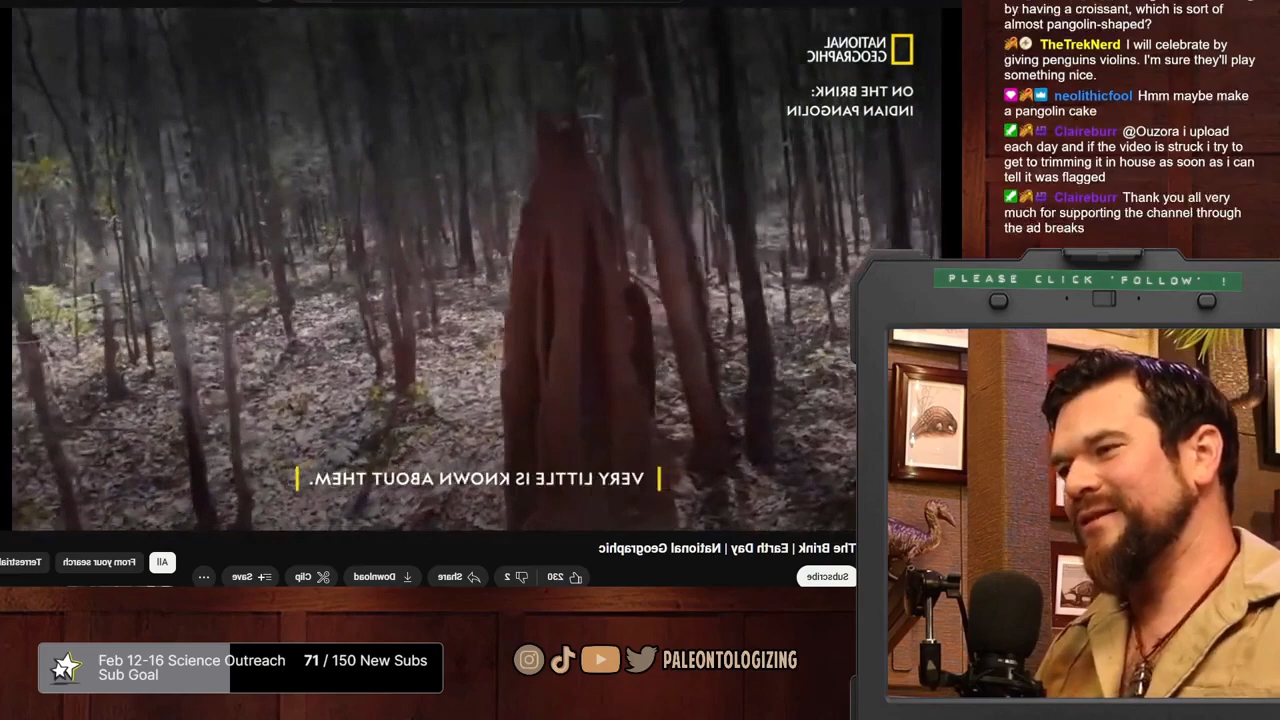 NATIONAL
GEOGRAPHIC
ON THE BRINK:
INDIAN PANGOLIN
VERY LITTLE IS KNOWN ABOUT THEM.
The Brink | Earth Day | National Geographic
All
From your search
Terrestrial
Subscribe
230
2
Share
Download
Clip
Save
by having a croissant, which is sort of
almost pangolin-shaped?
TheTrekNerd I will celebrate by
giving penguins violins. I'm sure they'll play
something nice.
neolithicfool Hmm maybe make
a pangolin cake
Claireburr @Ouzora i upload
each day and if the video is struck i try to
get to trimming it in house as soon as i can
tell it was flagged
Claireburr Thank you all very
much for supporting the channel through
the ad breaks
PLEASE CLICK "FOLLOW" !
Feb 12-16 Science Outreach
Sub Goal
71 / 150 New Subs
PALEONTOLOGIZING